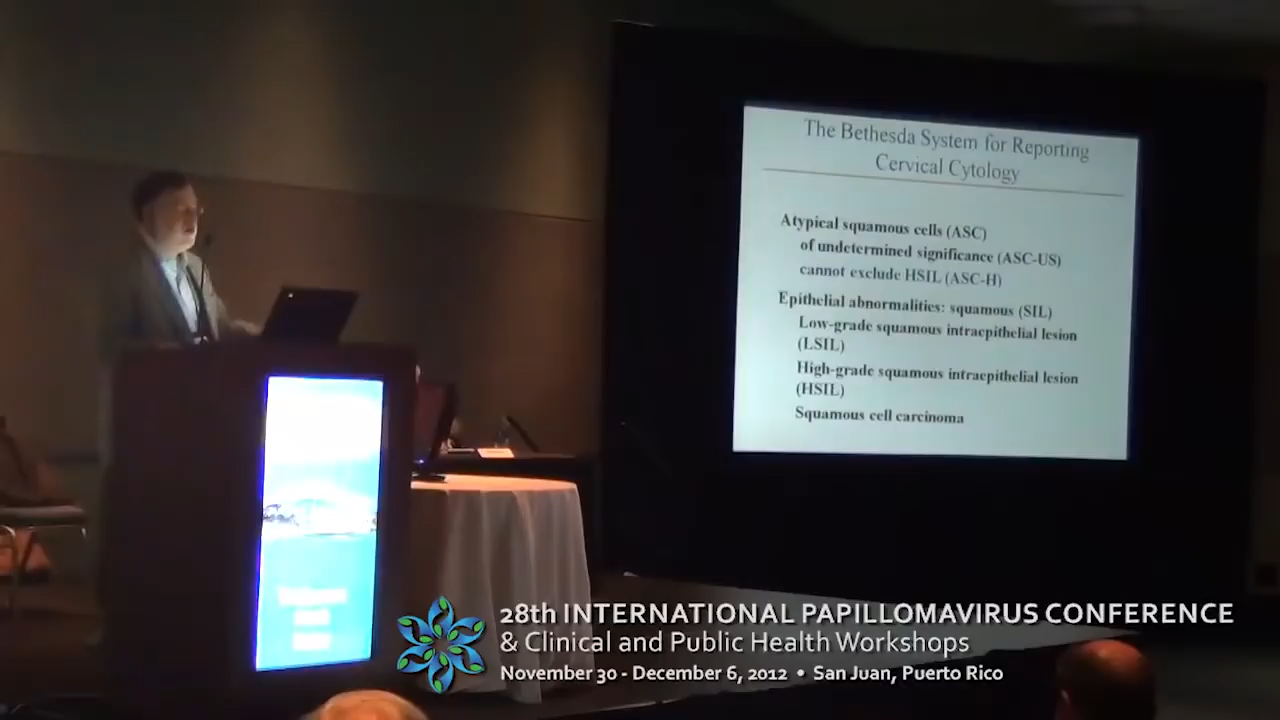 The Bethesda System for Reporting
Cervical Cytology
Atypical squamous cells (ASC)
of undetermined significance (ASC-US)
cannot exclude HSIL (ASC-H)
Epithelial abnormalities: squamous (SIL)
Low-grade squamous intraepithelial lesion
(LSIL)
High-grade squamous intraepithelial lesion
(HSIL)
Squamous cell carcinoma
28th INTERNATIONAL PAPILLOMAVIRUS CONFERENCE
& Clinical and Public Health Workshops
November 30 - December 6, 2012 • San Juan, Puerto Rico